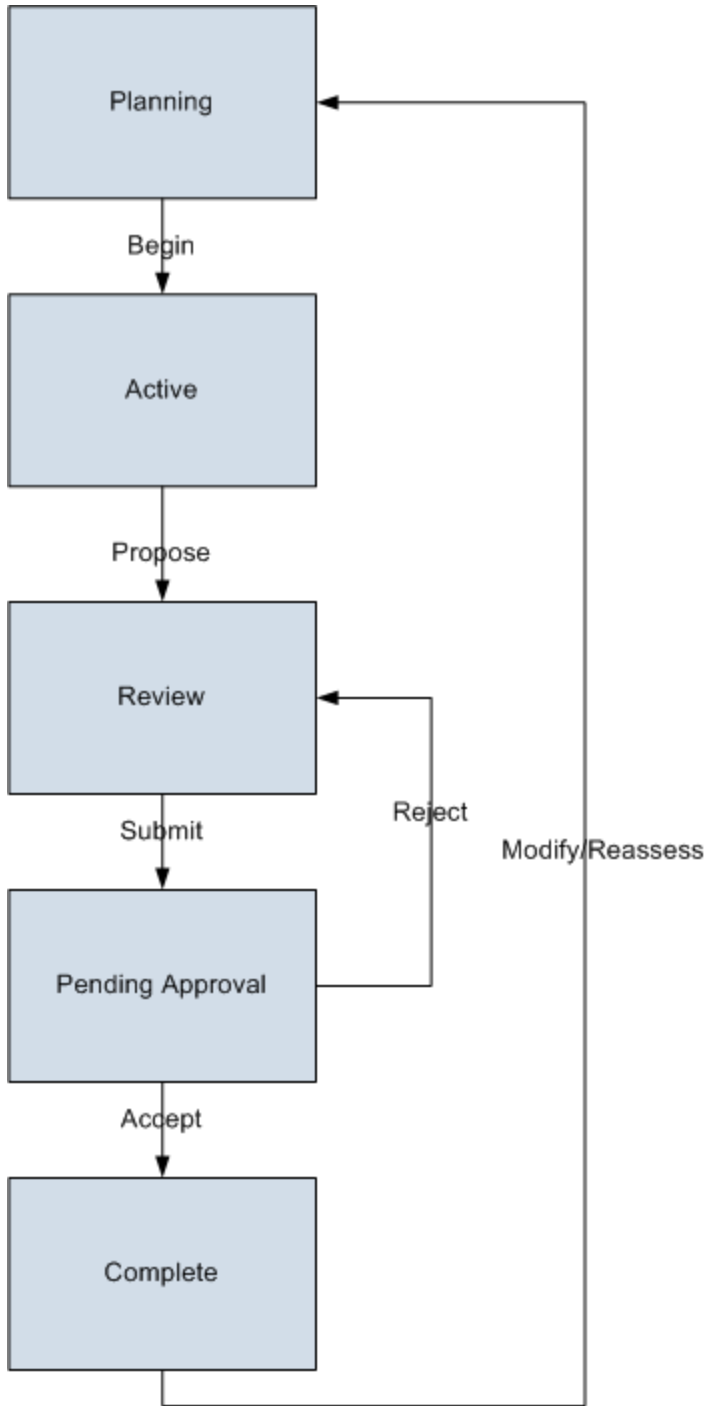 Planning
Begin
Active
Propose
Review
Reject
Submit
Modify/Reassess
Pending Approval
Accept
Complete